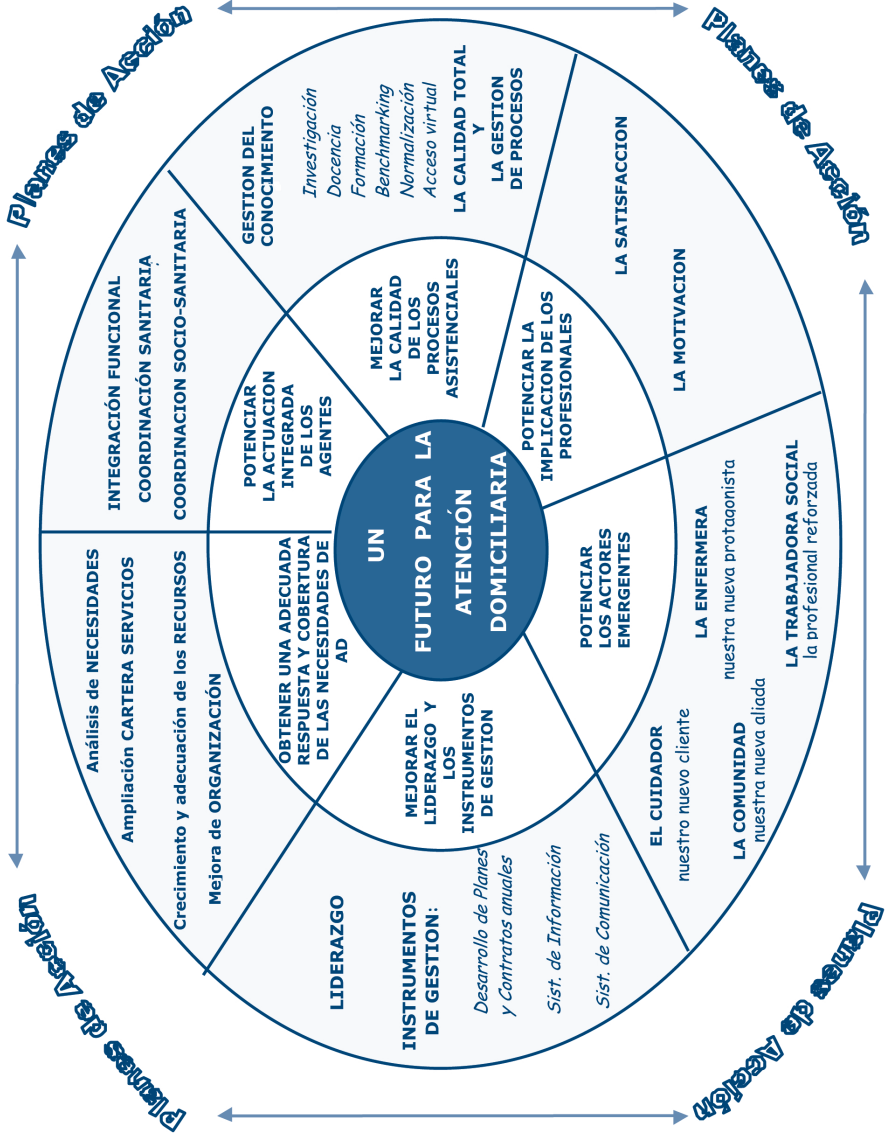 Planes de Acción
Planes de Acción
Análisis de NECESIDADES
Ampliación CARTERA SERVICIOS
Crecimiento y adecuación de los RECURSOS
Mejora de ORGANIZACIÓN
INTEGRACIÓN FUNCIONAL
COORDINACIÓN SANITARIA
COORDINACION SOCIO-SANITARIA
OBTENER UNA ADECUADA
RESPUESTA Y COBERTURA
DE LAS NECESIDADES DE
AD
POTENCIAR
LA ACTUACION
INTEGRADA
DE LOS
AGENTES
GESTION DEL
CONOCIMIENTO
Investigación
Docencia
Formación
Benchmarking
Normalización
Acceso virtual
LA CALIDAD TOTAL
Y
LA GESTION
DE PROCESOS
LIDERAZGO
INSTRUMENTOS
DE GESTION:
Desarrollo de Planes
y Contratos anuales
Sist. de Información
Sist. de Comunicación
MEJORAR EL
LIDERAZGO Y
LOS
INSTRUMENTOS
DE GESTION
UN
FUTURO PARA LA
ATENCIÓN
DOMICILIARIA
MEJORAR
LA CALIDAD
DE LOS
PROCESOS
ASISTENCIALES
POTENCIAR
LOS ACTORES
EMERGENTES
POTENCIAR LA
IMPLICACION DE LOS
PROFESIONALES
LA SATISFACCION
LA MOTIVACION
EL CUIDADOR
nuestro nuevo cliente
LA COMUNIDAD
nuestra nueva aliada
LA ENFERMERA
nuestra nueva protagonista
LA TRABAJADORA SOCIAL
la profesional reforzada
Planes de Acción
Planes de Acción